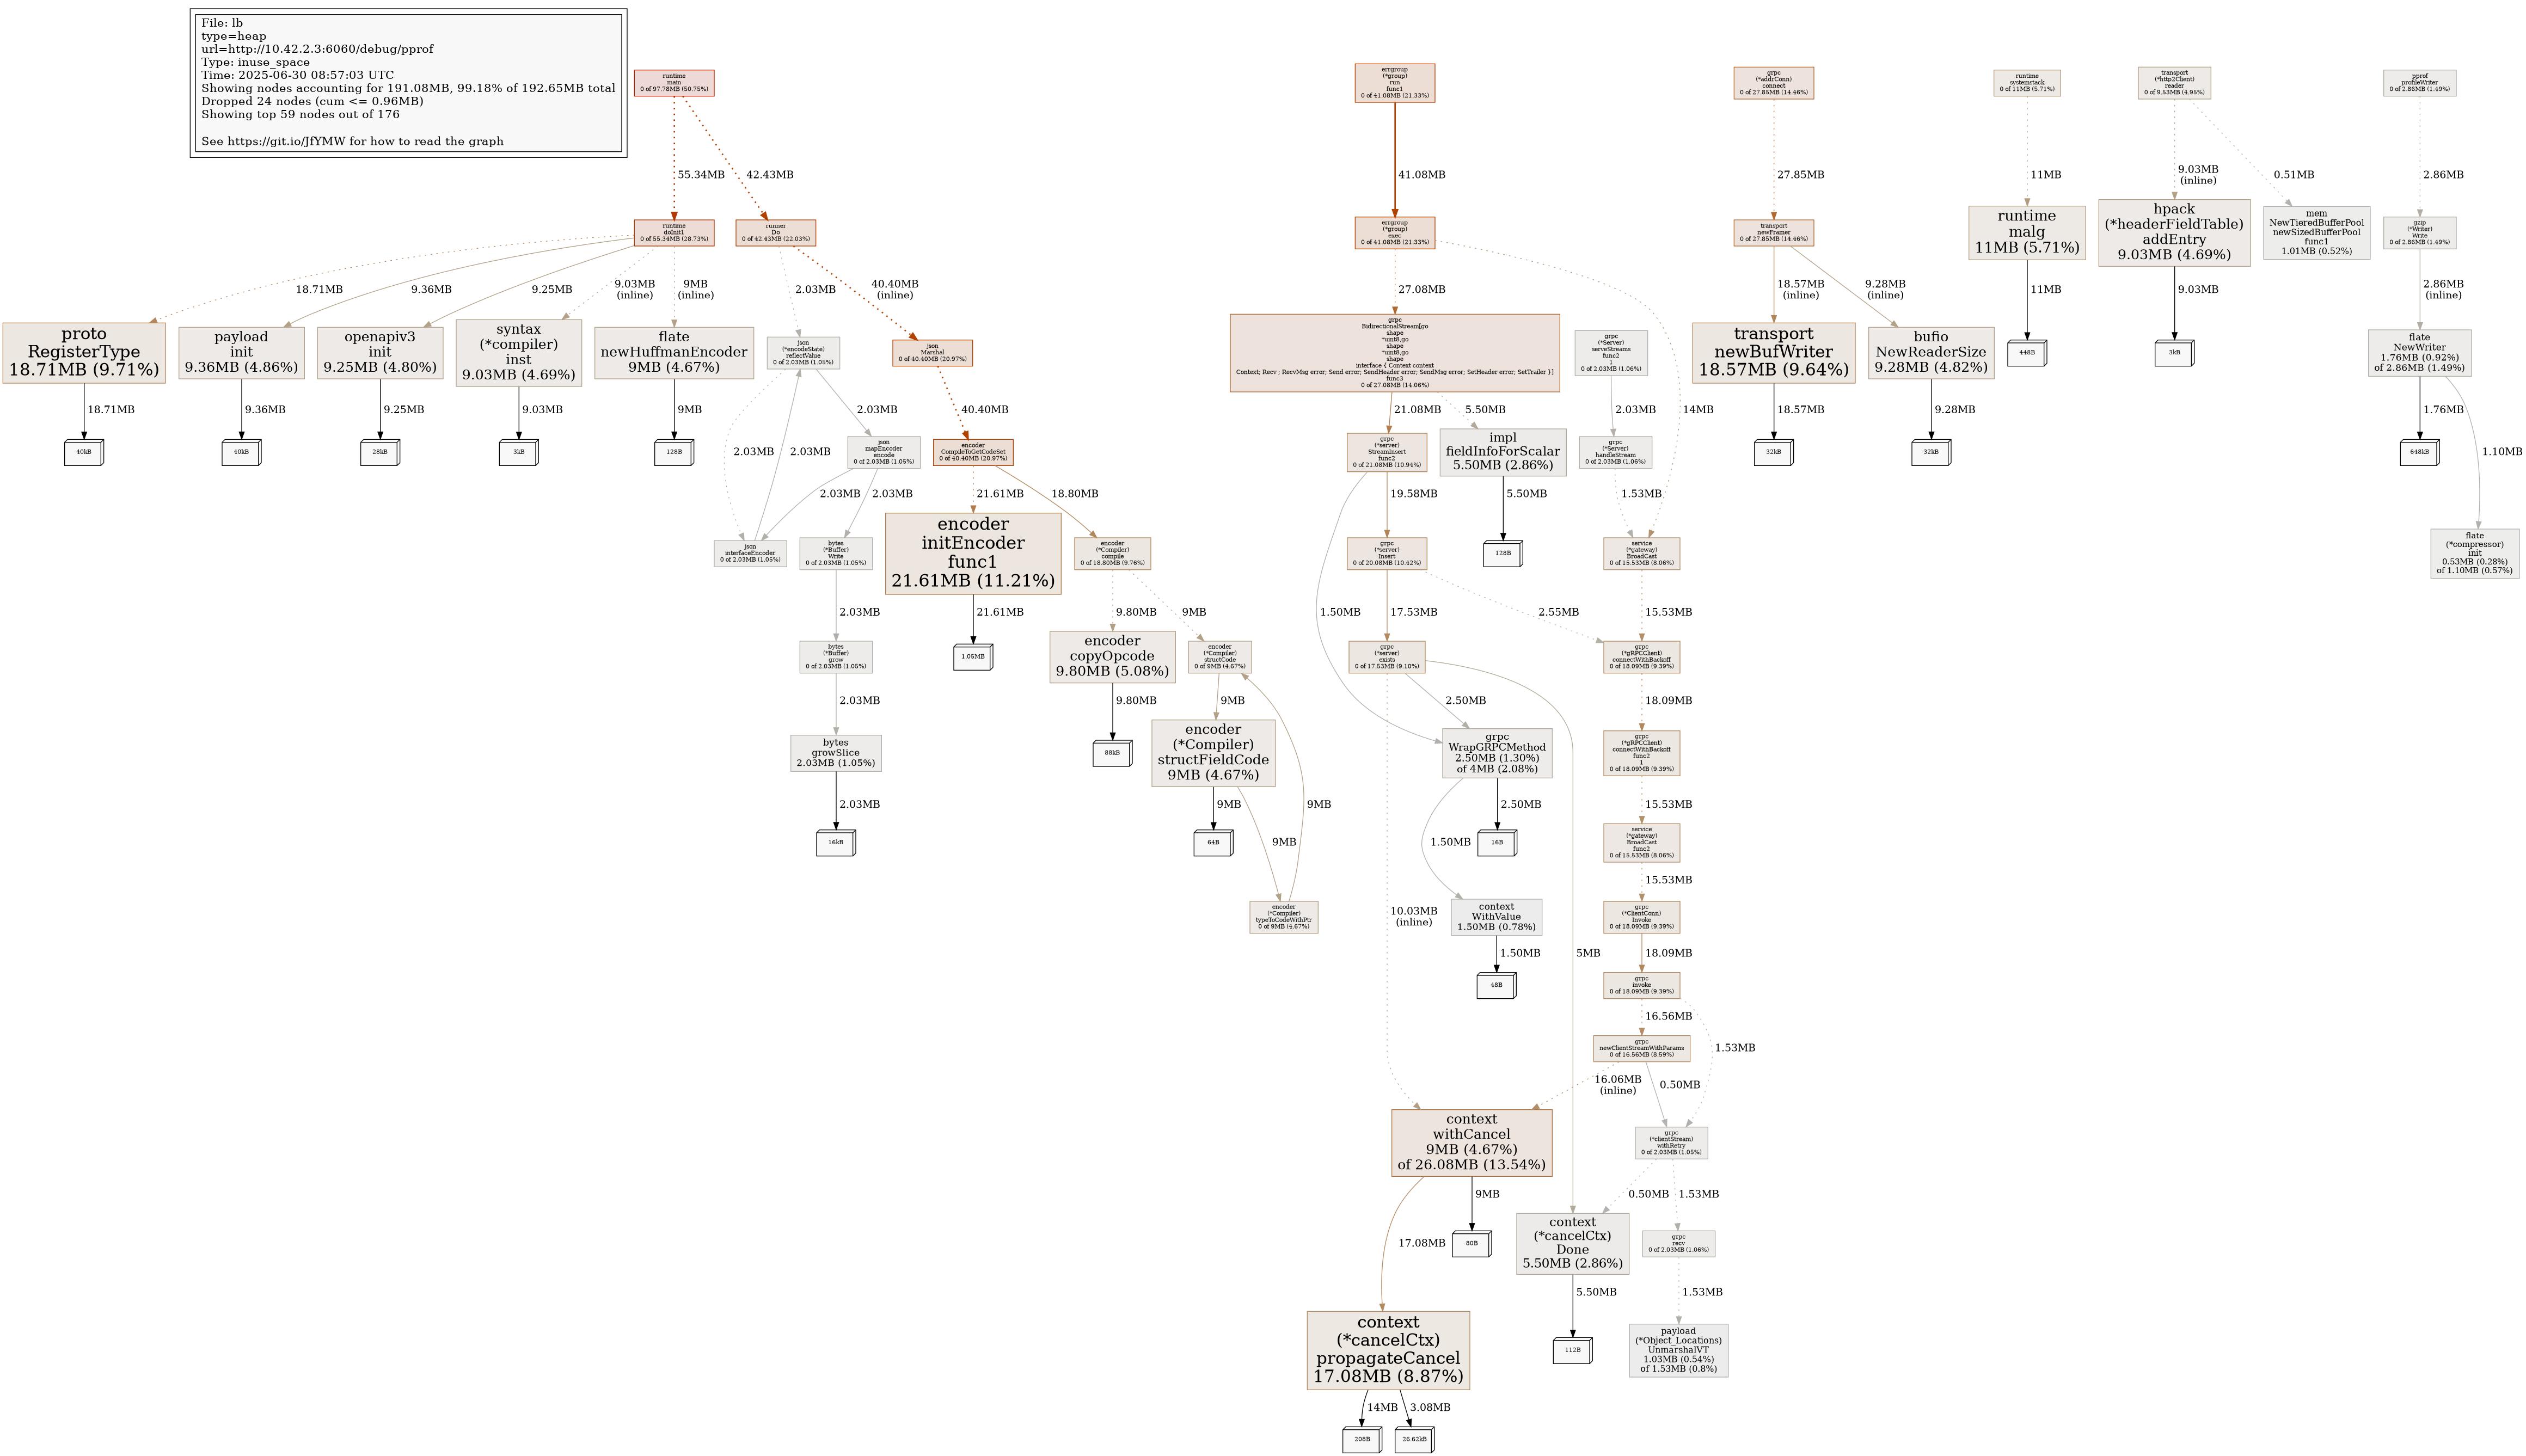 File: lb
type=heap
url=http://10.42.2.3:6060/debug/pprof
Type: inuse_space
Time: 2025-06-30 08:57:03 UTC
Showing nodes accounting for 191.08MB, 99.18% of 192.65MB total
Dropped 24 nodes (cum <= 0.96MB)
Showing top 59 nodes out of 176
See https://git.io/JfYMW for how to read the graph
runtime
main
0 of 97.78MB (50.75%)
errgroup
(*group)
run
func1
0 of 41.08MB (21.33%)
grpc
(*addrConn)
connect
0 of 27.85MB (14.46%)
runtime
systemstack
0 of 11MB (5.71%)
transport
(*http2Client)
reader
0 of 9.53MB (4.95%)
pprof
profileWriter
0 of 2.86MB (1.49%)
55.34MB
42.43MB
41.08MB
27.85MB
11MB
9.03MB
(inline)
0.51MB
2.86MB
runtime
doInit1
0 of 55.34MB (28.73%)
runner
Do
0 of 42.43MB (22.03%)
errgroup
(*group)
exec
0 of 41.08MB (21.33%)
transport
newFramer
0 of 27.85MB (14.46%)
runtime
malg
11MB (5.71%)
hpack
(*headerFieldTable)
addEntry
9.03MB (4.69%)
mem
NewTieredBufferPool
newSizedBufferPool
func1
1.01MB (0.52%)
gzip
(*Writer)
Write
0 of 2.86MB (1.49%)
18.71MB
9.36MB
9.25MB
9.03MB
(inline)
9MB
(inline)
2.03MB
40.40MB
(inline)
27.08MB
14MB
18.57MB
(inline)
9.28MB
(inline)
11MB
9.03MB
2.86MB
(inline)
proto
RegisterType
18.71MB (9.71%)
payload
init
9.36MB (4.86%)
openapiv3
init
9.25MB (4.80%)
syntax
(*compiler)
inst
9.03MB (4.69%)
flate
newHuffmanEncoder
9MB (4.67%)
json
(*encodeState)
reflectValue
0 of 2.03MB (1.05%)
json
Marshal
0 of 40.40MB (20.97%)
grpc
BidirectionalStream[go
shape
*uint8,go
shape
*uint8,go
shape
interface { Context context
Context; Recv , RecvMsg error; Send error; SendHeader error; SendMsg error; SetHeader error; SetTrailer }]
func3
0 of 27.08MB (14.06%)
grpc
(*Server)
serveStreams
func2
1
0 of 2.03MB (1.06%)
transport
newBufWriter
18.57MB (9.64%)
bufio
NewReaderSize
9.28MB (4.82%)
448B
3kB
flate
NewWriter
1.76MB (0.92%)
of 2.86MB (1.49%)
18.71MB
9.36MB
9.25MB
9.03MB
9MB
2.03MB
2.03MB
2.03MB
40.40MB
21.08MB
5.50MB
2.03MB
18.57MB
9.28MB
1.76MB
1.10MB
40kB
40kB
28kB
3kB
128B
json
mapEncoder
encode
0 of 2.03MB (1.05%)
encoder
CompileToGetCodeSet
0 of 40.40MB (20.97%)
grpc
(*server)
StreamInsert
func2
0 of 21.08MB (10.94%)
impl
fieldInfoForScalar
5.50MB (2.86%)
grpc
(*Server)
handleStream
0 of 2.03MB (1.06%)
32kB
32kB
648kB
2.03MB
2.03MB
21.61MB
18.80MB
19.58MB
5.50MB
1.53MB
json
interfaceEncoder
0 of 2.03MB (1.05%)
bytes
(*Buffer)
Write
0 of 2.03MB (1.05%)
encoder
initEncoder
func1
21.61MB (11.21%)
encoder
(*Compiler)
compile
0 of 18.80MB (9.76%)
grpc
(*server)
Insert
0 of 20.08MB (10.42%)
128B
service
(*gateway)
BroadCast
0 of 15.53MB (8.06%)
flate
(*compressor)
init
0.53MB (0.28%)
of 1.10MB (0.57%)
2.03MB
21.61MB
9.80MB
9MB
1.50MB
17.53MB
2.55MB
15.53MB
bytes
(*Buffer)
grow
0 of 2.03MB (1.05%)
1.05MB
encoder
copyOpcode
9.80MB (5.08%)
encoder
(*Compiler)
structCode
0 of 9MB (4.67%)
grpc
(*server)
exists
0 of 17.53MB (9.10%)
grpc
(*gRPCClient)
connectWithBackoff
0 of 18.09MB (9.39%)
2.03MB
9.80MB
9MB
2.50MB
18.09MB
bytes
growSlice
2.03MB (1.05%)
88kB
encoder
(*Compiler)
structFieldCode
9MB (4.67%)
grpc
WrapGRPCMethod
2.50MB (1.30%)
of 4MB (2.08%)
grpc
(*gRPCClient)
connectWithBackoff
func2
1
0 of 18.09MB (9.39%)
2.03MB
9MB
9MB
2.50MB
15.53MB
16kB
64B
9MB
1.50MB
16B
service
(*gateway)
BroadCast
func2
0 of 15.53MB (8.06%)
15.53MB
encoder
(*Compiler)
typeToCodeWithPtr
0 of 9MB (4.67%)
10.03MB
(inline)
context
WithValue
1.50MB (0.78%)
grpc
(*ClientConn)
Invoke
0 of 18.09MB (9.39%)
1.50MB
5MB
18.09MB
48B
grpc
invoke
0 of 18.09MB (9.39%)
16.56MB
grpc
newClientStreamWithParams
0 of 16.56MB (8.59%)
1.53MB
16.06MB
(inline)
0.50MB
context
withCancel
9MB (4.67%)
of 26.08MB (13.54%)
grpc
(*clientStream)
withRetry
0 of 2.03MB (1.05%)
9MB
0.50MB
1.53MB
17.08MB
80B
context
(*cancelCtx)
Done
5.50MB (2.86%)
grpc
recv
0 of 2.03MB (1.06%)
5.50MB
1.53MB
context
(*cancelCtx)
propagateCancel
17.08MB (8.87%)
112B
payload
(*Object_Locations)
UnmarshalVT
1.03MB (0.54%)
of 1.53MB (0.8%)
14MB
3.08MB
208B
26.62kB